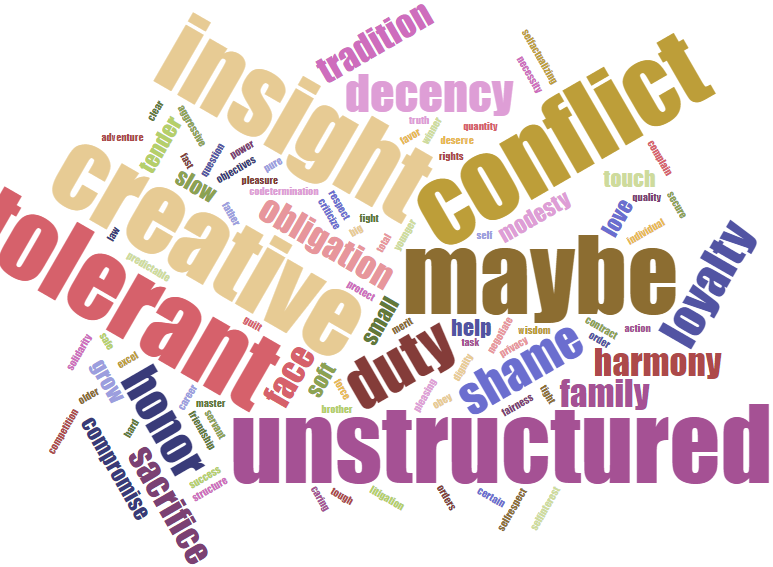 tradition
insight
decency
conflict
selfactualizing
necessity
clear
aggressive
adventure
tender
truth
favor
winner
quantity
deserve
rights
fast
question
power
objectives
pure
pleasure
slow
codetermination
complain
touch
creative
father
obligation
respect
criticize
fight
big
total
younger
self
modesty
love
quality
secure
individual
law
predictable
tolerant
protect
maybe
loyalty
guilt
small
merit
help
task
negotiate
privacy
wisdom
contract
order
action
solidarity
safe
excel
face
soft
force
duty
dignity
shame
harmony
grow
honor
career
master
older
brother
pleasing
obey
fairness
light
family
competition
hard
friendship
servant
unstructured
compromise
sacrifice
success
structure
caring
tough
litigation
orders
certain
selfrespect
selfinterest